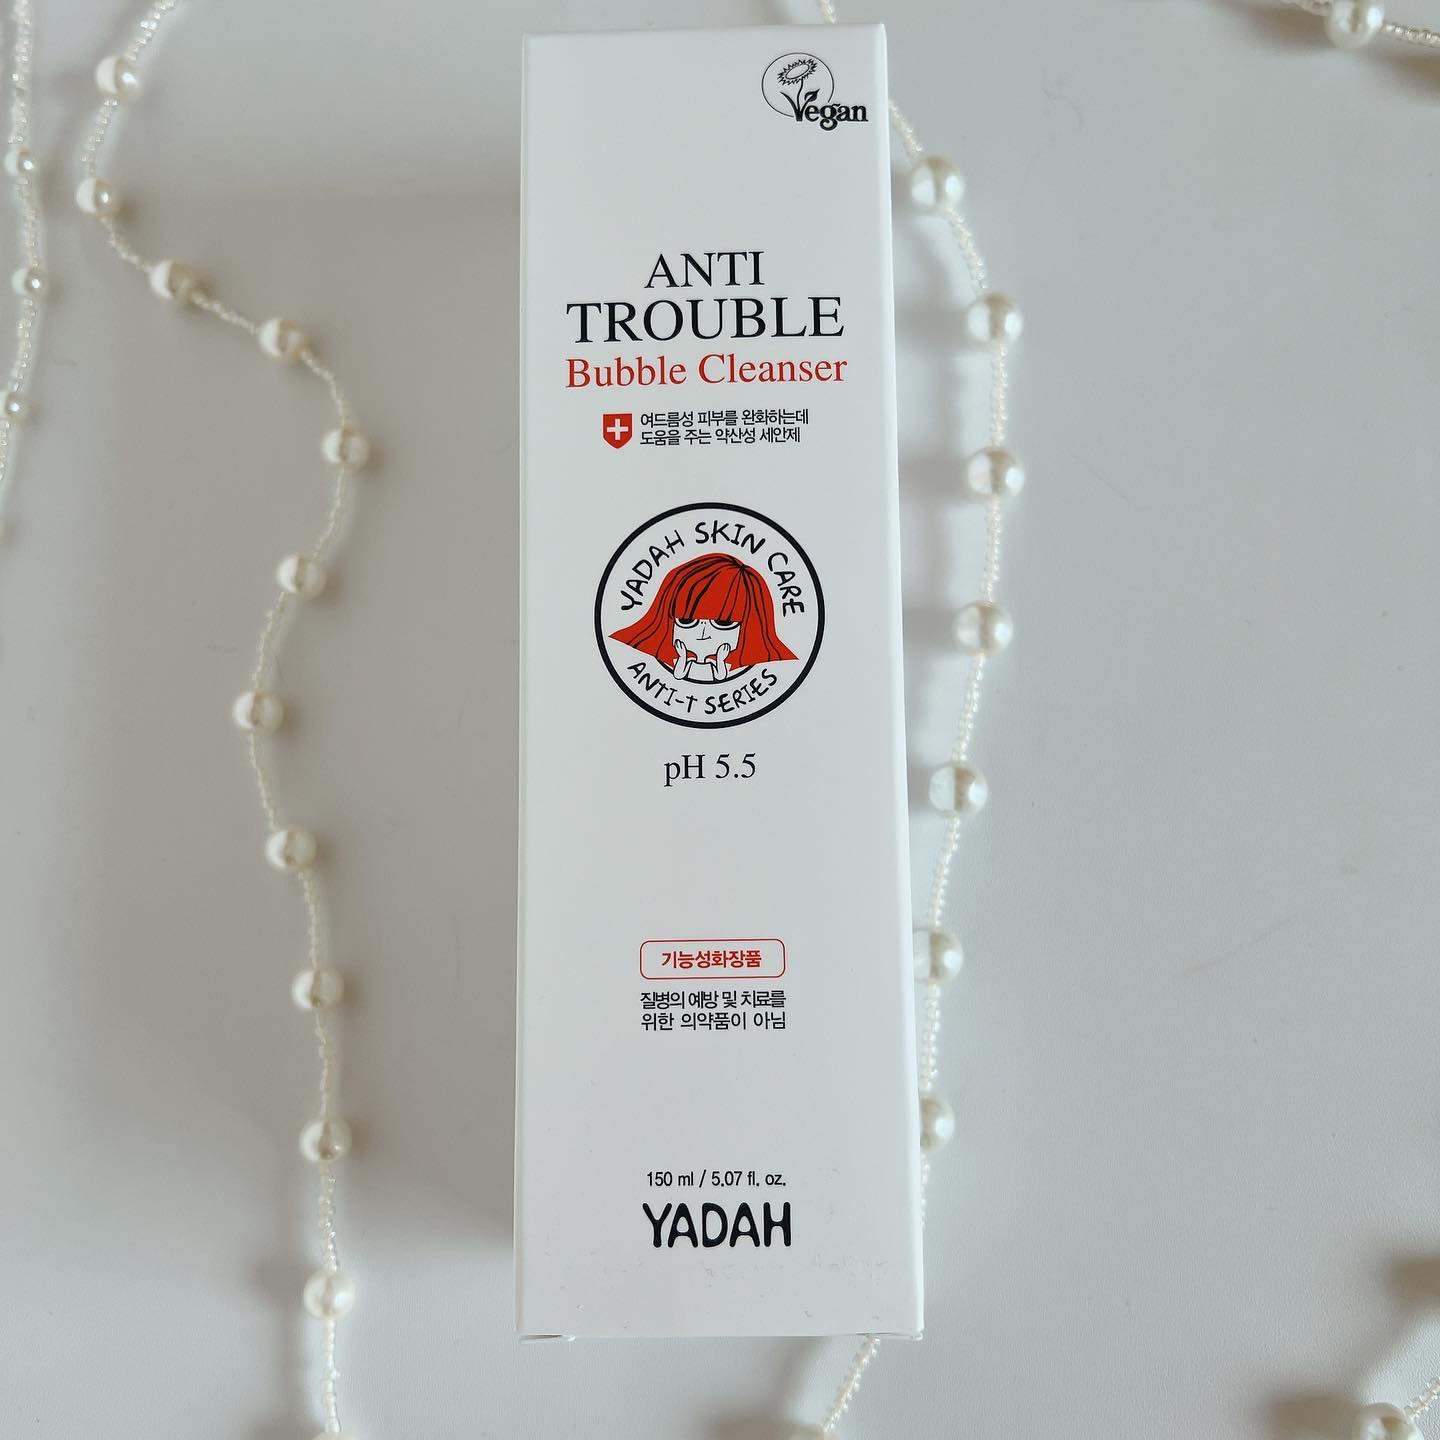 Vegan
ANTI
TROUBLE
Bubble Cleanser
여드름성 피부를 완화하는데
도움을 주는 약산성 세안제
YADAH SKIN CARE
ANTI-T SERIES
pH 5.5
기능성화장품
질병의 예방 및 치료를
위한 의약품이 아님
150 ml / 5.07 fl. oz.
YADAH